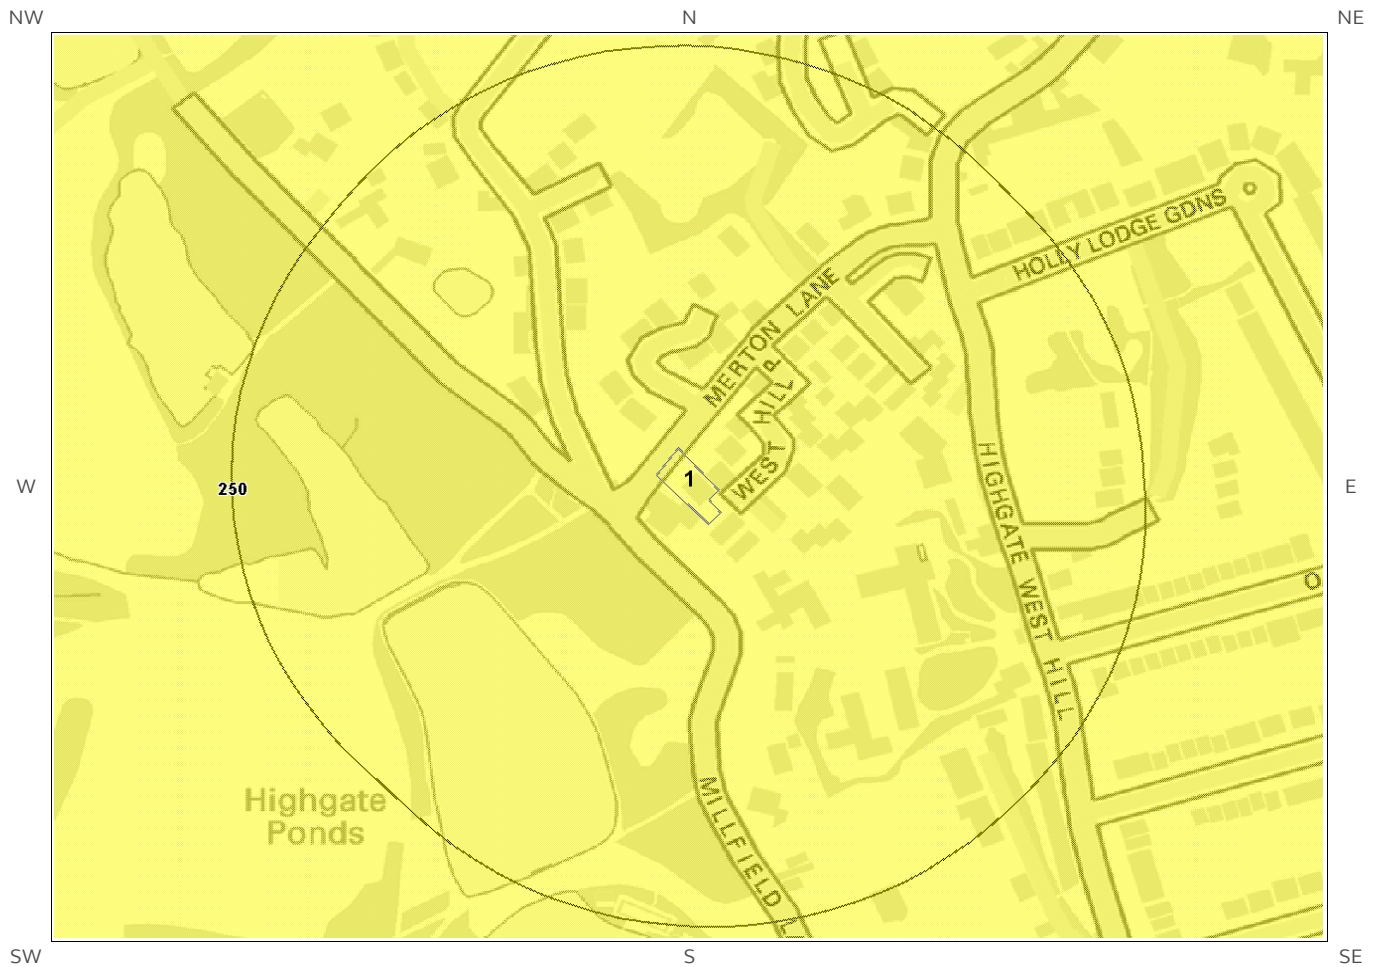 NW
N
NE
HOLLY LODGE GDNS
MERTON LANE
WEST HILL P
W
1
250
E
HIGHGATE WEST HILL
Highgate
Ponds
MILLFIELD L
SW
S
SE